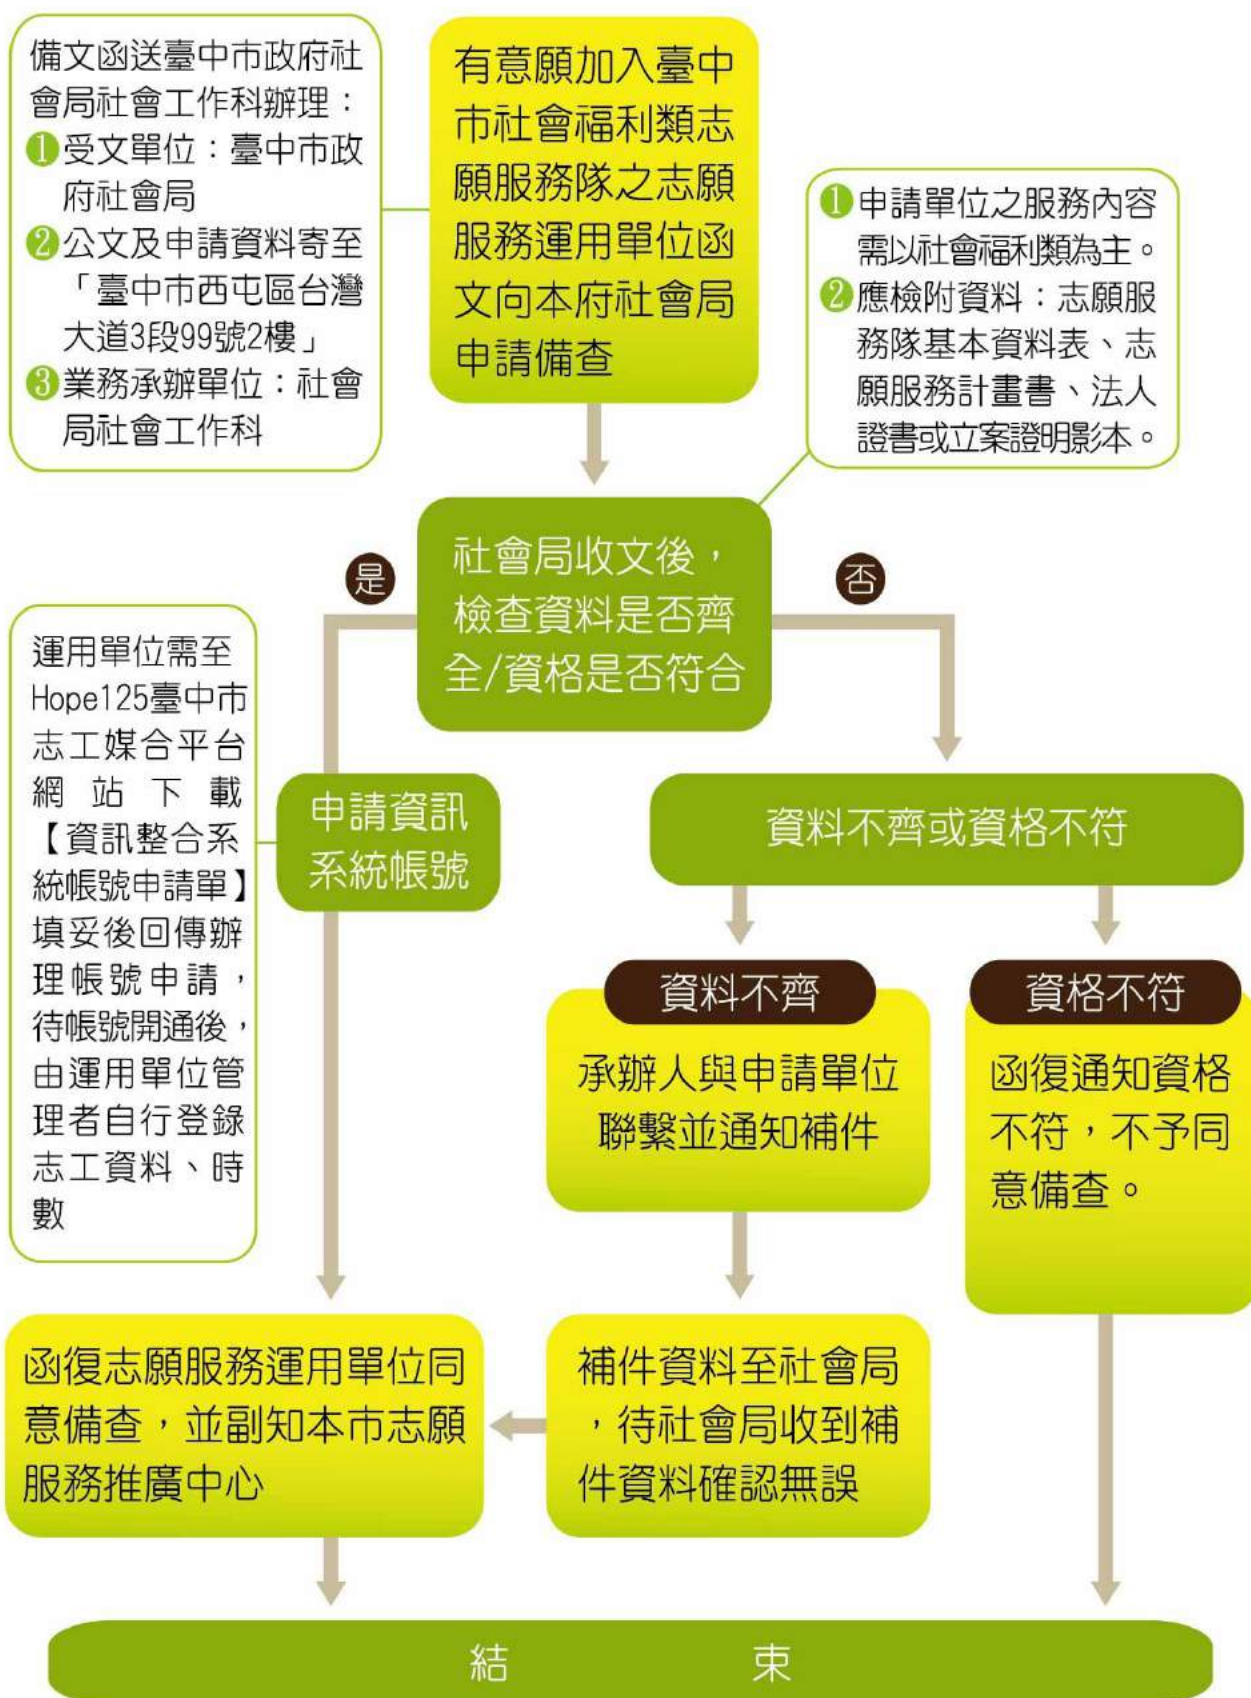 備文函送臺中市政府社
會局社會工作科辦理：
1 受文單位：臺中市政
府社會局
2 公文及申請資料寄至
「臺中市西屯區台灣
大道3段99號2樓」
3 業務承辦單位：社會
局社會工作科
有意願加入臺中
市社會福利類志
願服務隊之志願
服務運用單位函
文向本府社會局
申請備查
1 申請單位之服務內容
需以社會福利類為主。
2 應檢附資料：志願服
務隊基本資料表、志
願服務計畫書、法人
證書或立案證明影本。
社會局收文後，
檢查資料是否齊
全/資格是否符合
是
否
運用單位需至
Hope125臺中市
志工媒合平台
網站下載
【資訊整合系
統帳號申請單】
填妥後回傳辦
理帳號申請，
待帳號開通後，
由運用單位管
理者自行登錄
志工資料、時
數
申請資訊
系統帳號
資料不齊或資格不符
資料不齊
承辦人與申請單位
聯繫並通知補件
資格不符
函復通知資格
不符，不予同
意備查。
函復志願服務運用單位同
意備查，並副知本市志願
服務推廣中心
補件資料至社會局
，待社會局收到補
件資料確認無誤
結 束